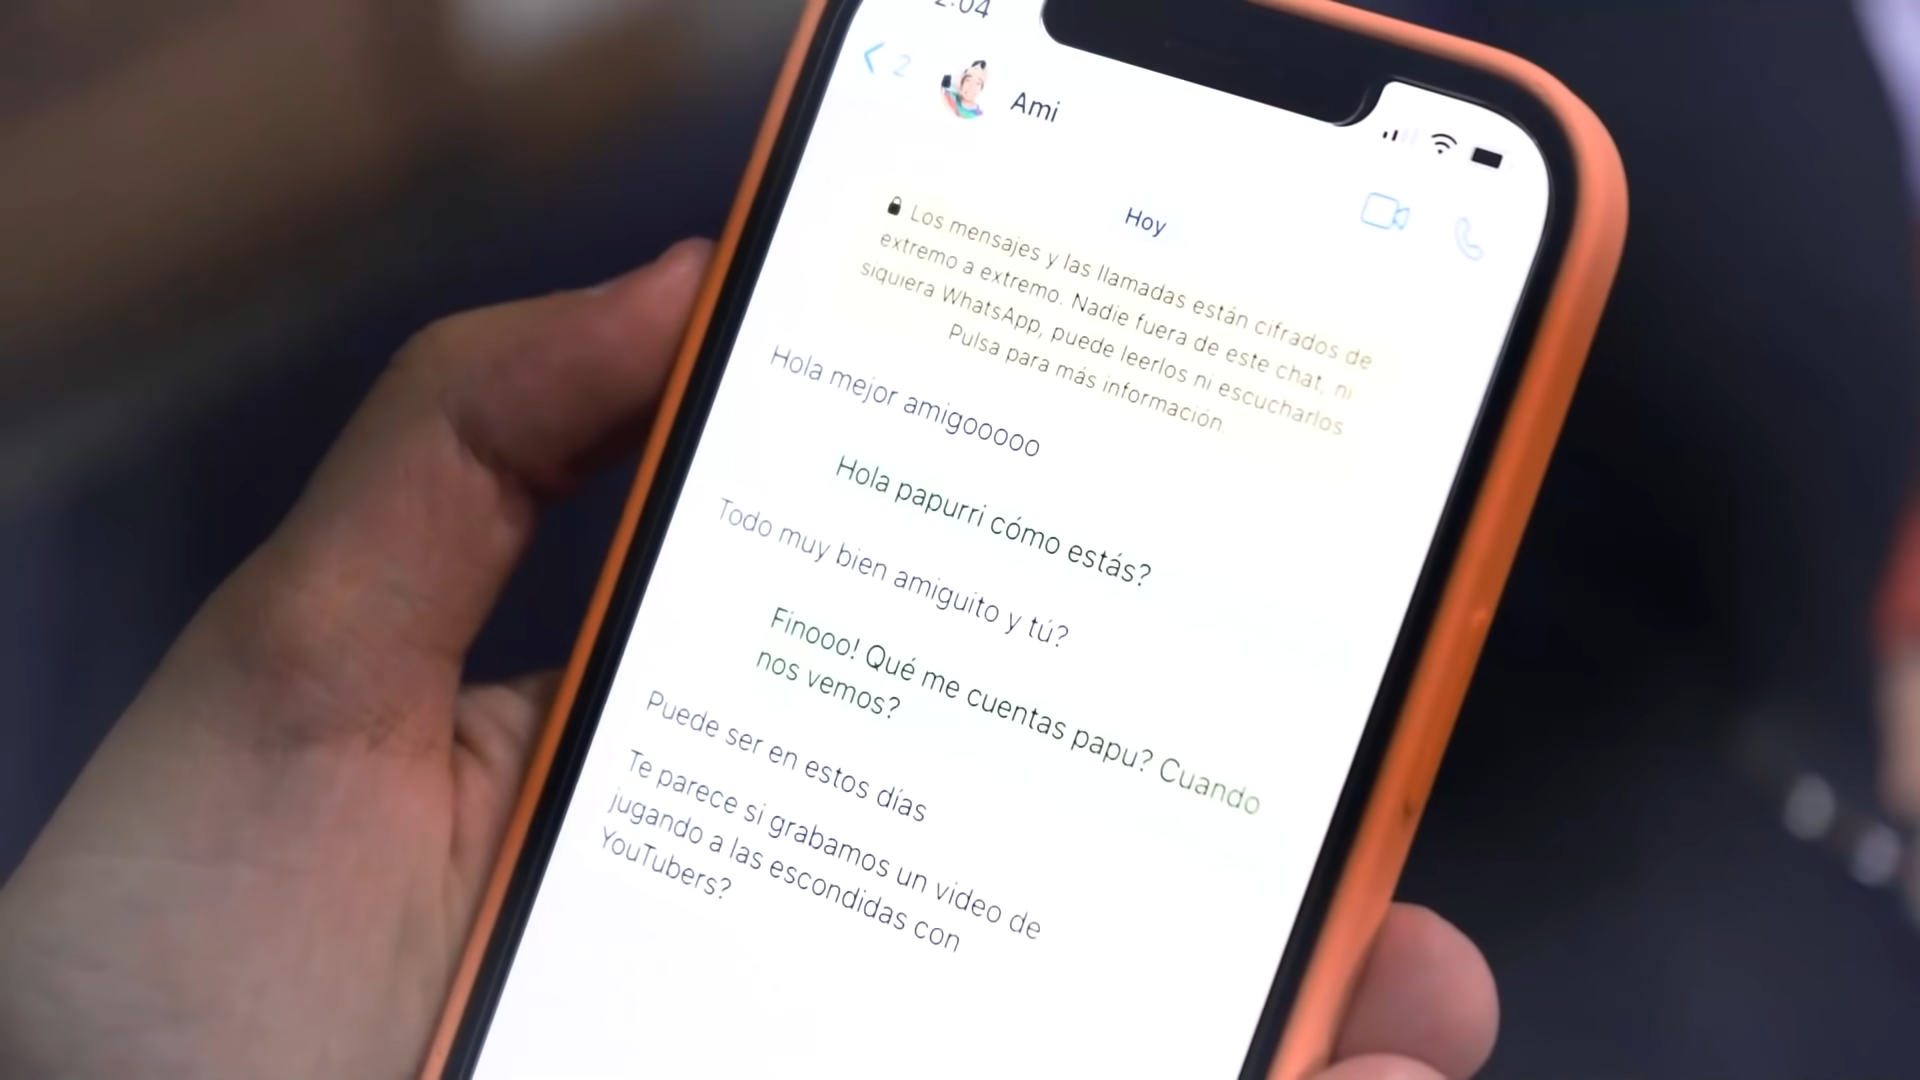 2:04
2
Ami
Hoy
Los mensajes y las llamadas están cifrados de
extremo a extremo. Nadie fuera de este chat, ni
siquiera WhatsApp, puede leerlos ni escucharlos
Pulsa para más información.
Hola mejor amigooooo
Hola papurri cómo estás?
Todo muy bien amiguito y tú?
Finooo! Qué me cuentas papu? Cuando
nos vemos?
Puede ser en estos días
Te parece si grabamos un video de
jugando a las escondidas con
YouTubers?